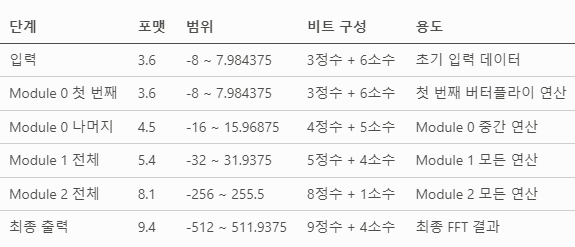 단계 포맷 범위 비트 구성 용도
입력 3.6 -8 ~ 7.984375 3정수 + 6소수 초기 입력 데이터
Module 0 첫 번째 3.6 -8 ~ 7.984375 3정수 + 6소수 첫 번째 버터플라이 연산
Module 0 나머지 4.5 -16 ~ 15.96875 4정수 + 5소수 Module 0 중간 연산
Module 1 전체 5.4 -32 ~ 31.9375 5정수 + 4소수 Module 1 모든 연산
Module 2 전체 8.1 -256 ~ 255.5 8정수 + 1소수 Module 2 모든 연산
최종 출력 9.4 -512 ~ 511.9375 9정수 + 4소수 최종 FFT 결과